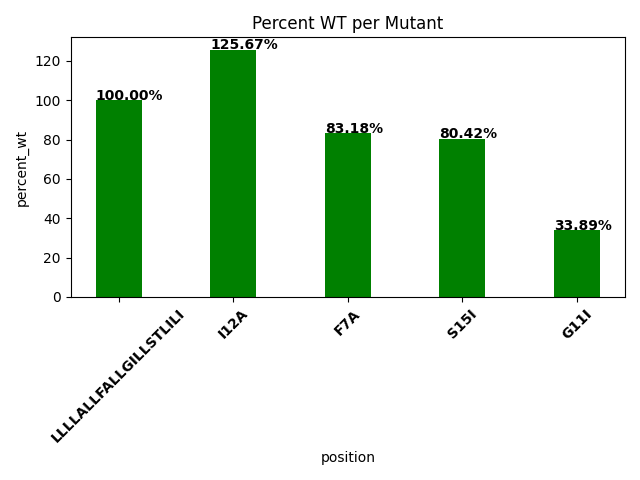 Percent WT per Mutant
percent_wt
120
100
80
60
40
20
0
100.00%
125.67%
83.18%
80.42%
33.89%
LLLLALLFALLGILLSTLILI
I12A
F7A
S15I
G11I
position